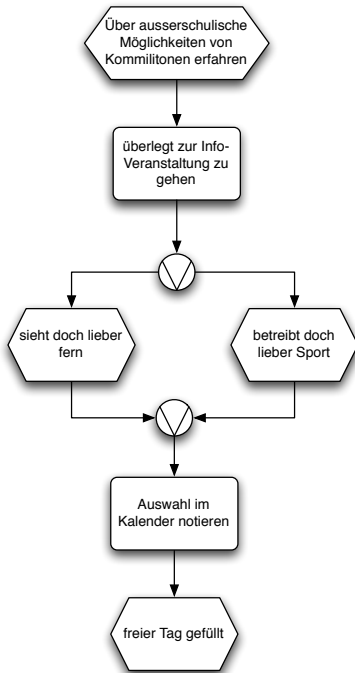 Über ausserschulische
Möglichkeiten von
Kommilitonen erfahren
überlegt zur Info-
Veranstaltung zu
gehen
sieht doch lieber
fern
betreibt doch
lieber Sport
Auswahl im
Kalender notieren
freier Tag gefüllt